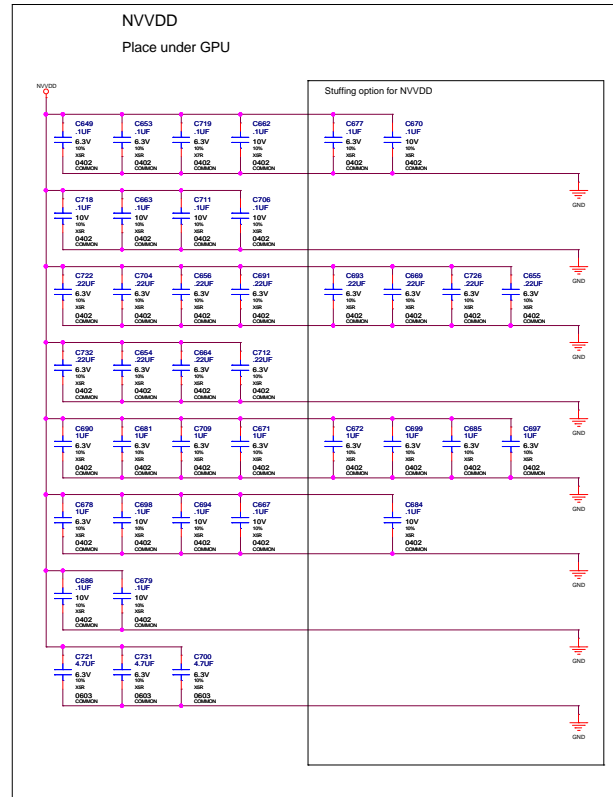 NVVDD
Place under GPU
NVVDD
Stuffing option for NVVDD
C649 C653 C719 C662 C677 C670
.1UF .1UF .1UF .1UF .1UF .1UF
6.3V 6.3V 6.3V 10V 6.3V 10V
10% 10% 10% 10% 10% 10%
X5R X5R X7R X5R X5R X5R
0402 0402 0402 0402 0402 0402
COMMON COMMON COMMON COMMON COMMON COMMON
GND
C718 C663 C711 C706
.1UF .1UF .1UF .1UF
10V 10V 10V 10V
10% 10% 10% 10%
X5R X5R X5R X5R
0402 0402 0402 0402
COMMON COMMON COMMON COMMON
GND
C722 C704 C656 C691 C693 C669 C726 C655
.22UF .22UF .22UF .22UF .22UF .22UF .22UF .22UF
6.3V 6.3V 6.3V 6.3V 6.3V 6.3V 6.3V 6.3V
10% 10% 10% 10% 10% 10% 10% 10%
X5R X5R X5R X5R X5R X5R X5R X5R
0402 0402 0402 0402 0402 0402 0402 0402
COMMON COMMON COMMON COMMON COMMON COMMON COMMON COMMON
GND
C732 C654 C664 C712
.22UF .22UF .22UF .22UF
6.3V 6.3V 6.3V 6.3V
10% 10% 10% 10%
X5R X5R X5R X5R
0402 0402 0402 0402
COMMON COMMON COMMON COMMON
GND
C690 C681 C709 C671 C672 C699 C685 C697
1UF 1UF 1UF 1UF 1UF 1UF 1UF 1UF
6.3V 6.3V 6.3V 6.3V 6.3V 6.3V 6.3V 6.3V
10% 10% 10% 10% 10% 10% 10% 10%
X5R X5R X5R X5R X5R X5R X5R X5R
0402 0402 0402 0402 0402 0402 0402 0402
COMMON COMMON COMMON COMMON COMMON COMMON COMMON COMMON
GND
C678 C698 C694 C667 C684
1UF .1UF .1UF .1UF .1UF
6.3V 10V 10V 10V 10V
10% 10% 10% 10% 10%
X5R X5R X5R X5R X5R
0402 0402 0402 0402 0402
COMMON COMMON COMMON COMMON COMMON
GND
C686 C679
.1UF .1UF
10V 10V
10% 10%
X5R X5R
0402 0402
COMMON COMMON
GND
C721 C731 C700
4.7UF 4.7UF 4.7UF
6.3V 6.3V 6.3V
10% 10% 10%
X5R X5R X5R
0603 0603 0603
COMMON COMMON COMMON
GND